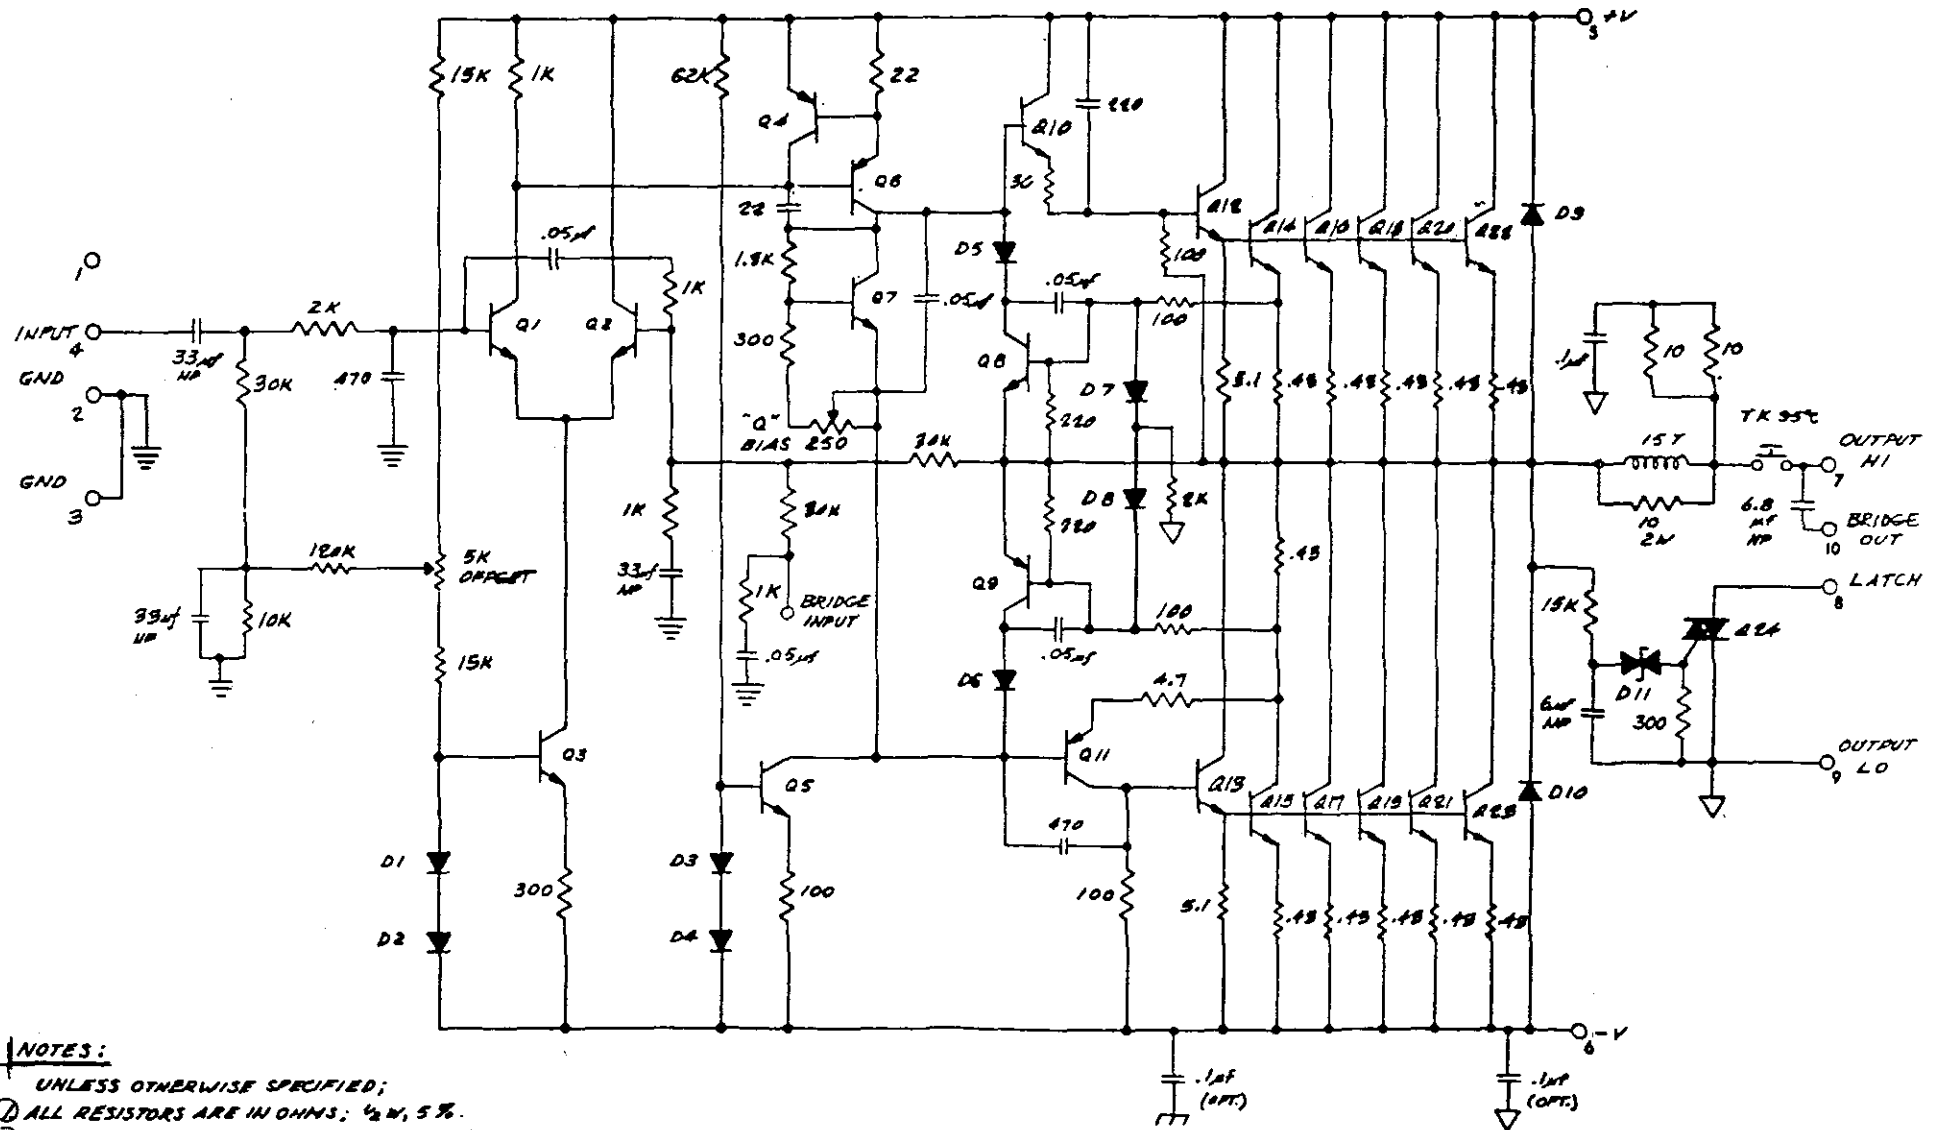 5 +V
15K
1K
62K
22
Q4
Q6
Q10
220
30
22
Q12
Q14
Q18
Q20
Q22
D9
1
.05µf
1.8K
D5
100
.05µf
1K
Q7
.05µf
2K
INPUT
4
Q1
Q2
100
33µf
NP
300
Q8
GND
2
30K
470
D7
5.1
.43
.43
.43
.43
.43
.1µf
10
10
"Q"
BIAS
250
220
TK 95°C
15T
OUTPUT
HI
7
GND
3
30K
D8
2K
1K
220
10
2W
6.8
µf
NP
BRIDGE
OUT
10
120K
5K
OFFSET
.43
33µf
NP
Q9
LATCH
8
33µf
NP
10K
1K
BRIDGE
INPUT
100
15K
Q24
15K
.05µf
.05µf
D6
4.7
D11
6µf
NP
300
Q3
Q11
OUTPUT
LO
9
Q5
Q13
Q15
Q17
Q19
Q21
Q23
D10
470
D1
D3
300
100
100
5.1
.43
.43
.43
.43
.43
D2
D4
6 -V
NOTES:
.1µf
(OPT.)
.1µf
(OPT.)
UNLESS OTHERWISE SPECIFIED;
① ALL RESISTORS ARE IN OHMS; ½ W, 5 %.